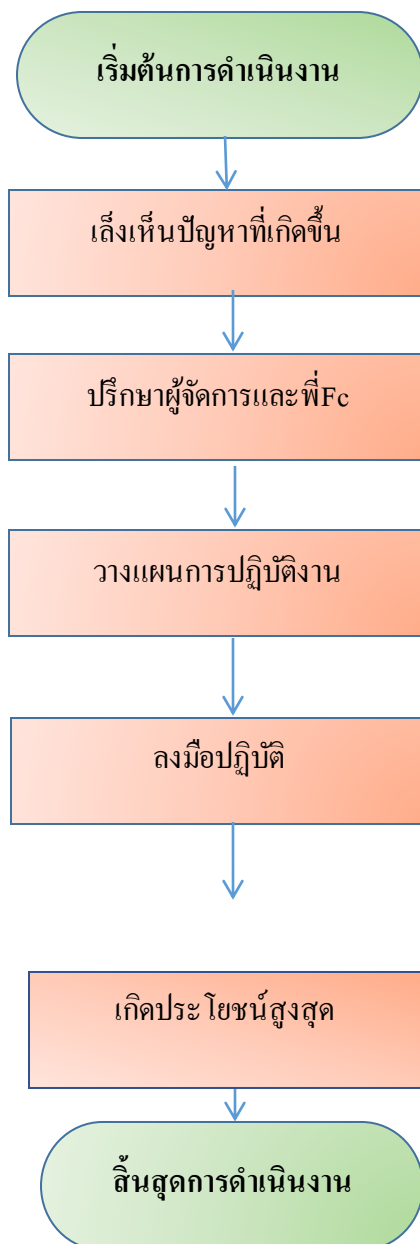 เริ่มต้นการดำเนินงาน
เล็งเห็นปัญหาที่เกิดขึ้น
ปรึกษาผู้จัดการและพี่Fc
วางแผนการปฏิบัติงาน
ลงมือปฏิบัติ
เกิดประโยชน์สูงสุด
สิ้นสุดการดำเนินงาน